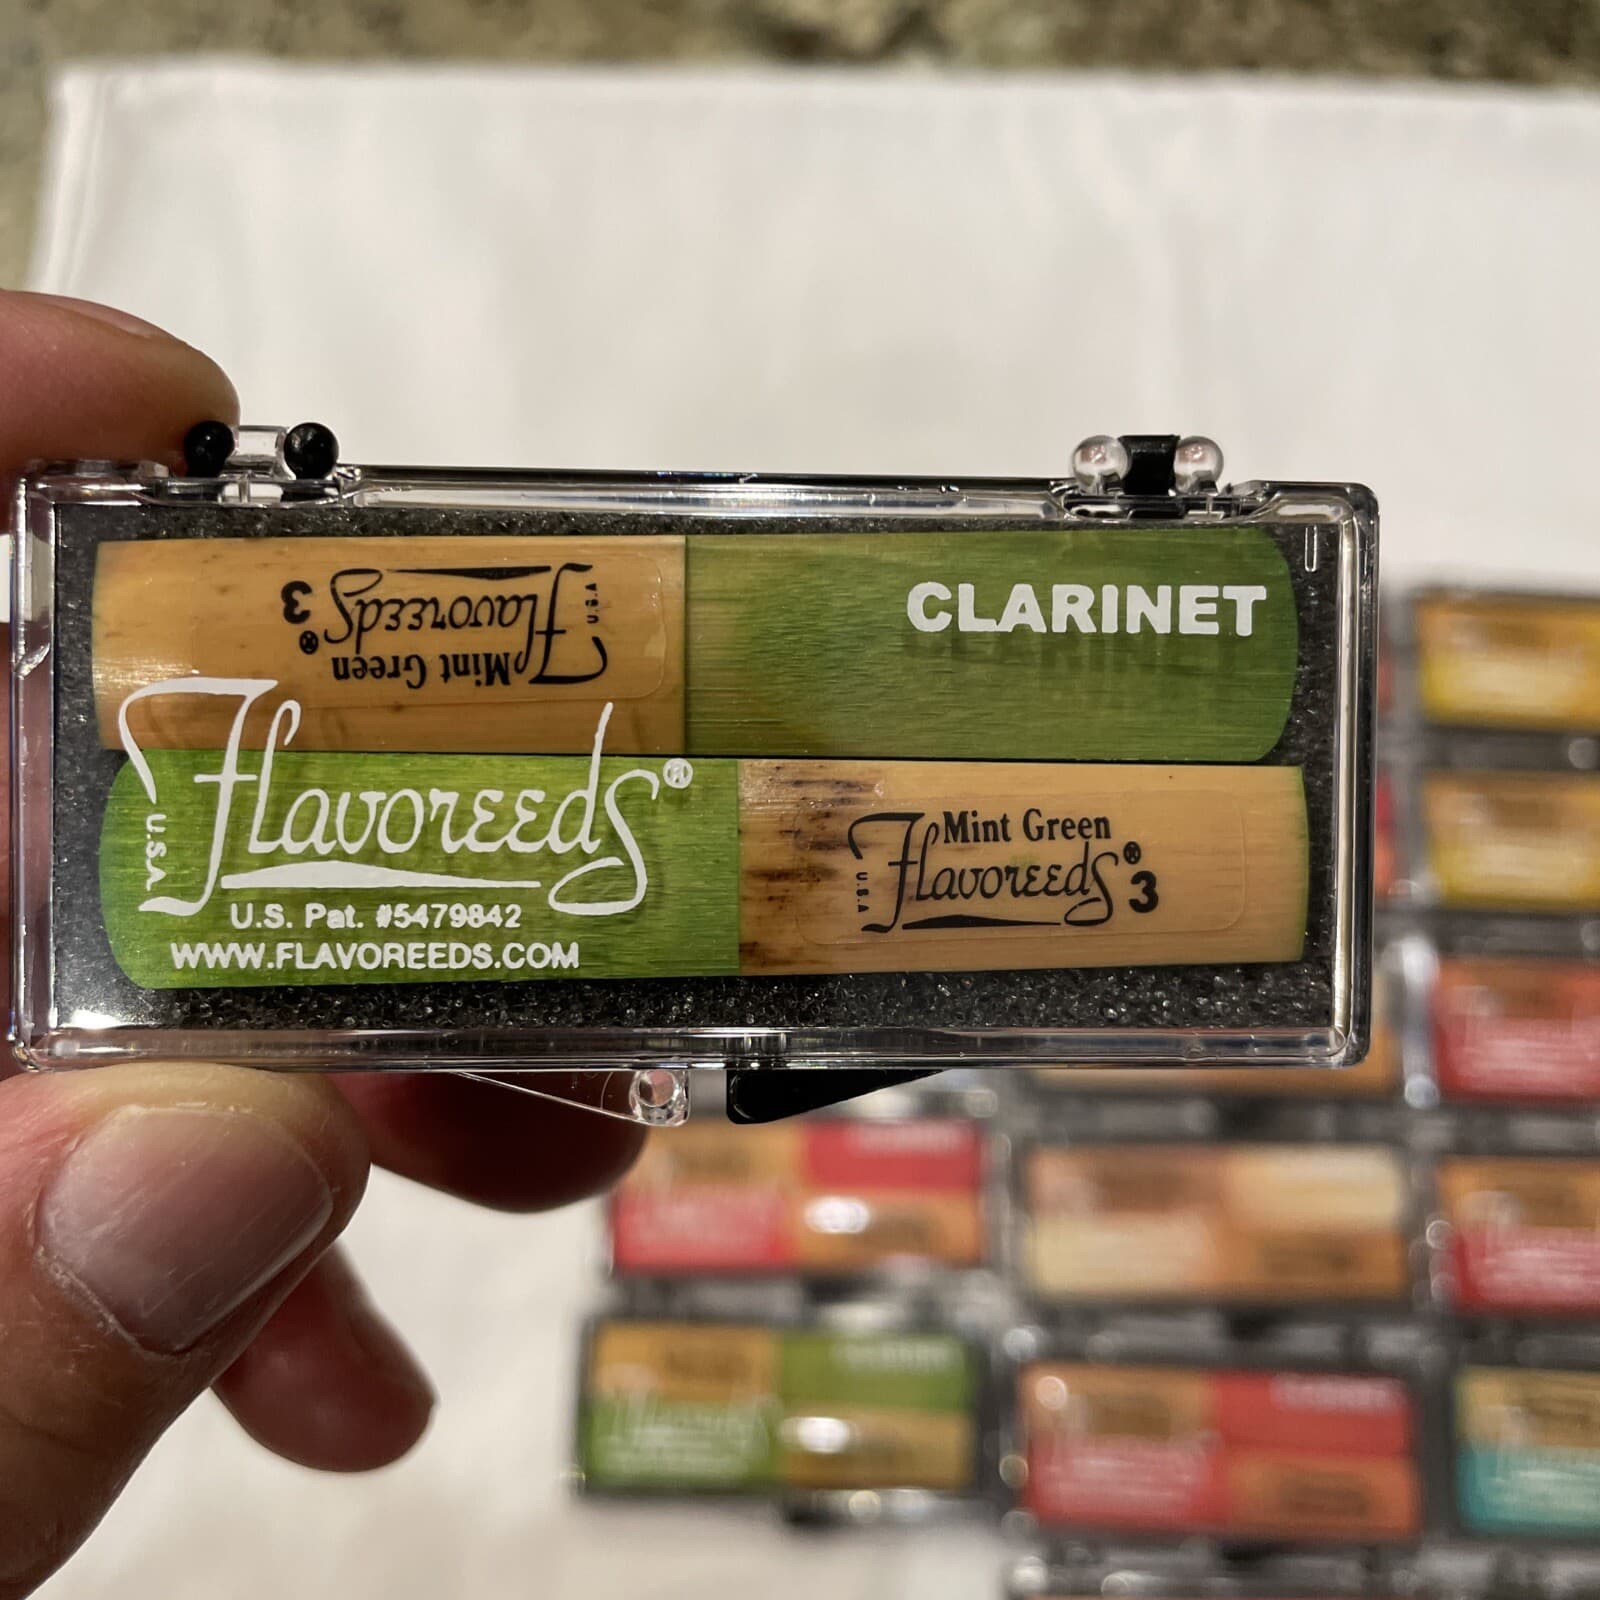 CLARINET
Mint Green
Flavoreeds® 3
U.S.A
Flavoreeds®
U.S.A
U.S. Pat. #5479842
WWW.FLAVOREEDS.COM
Mint Green
Flavoreeds® 3
U.S.A